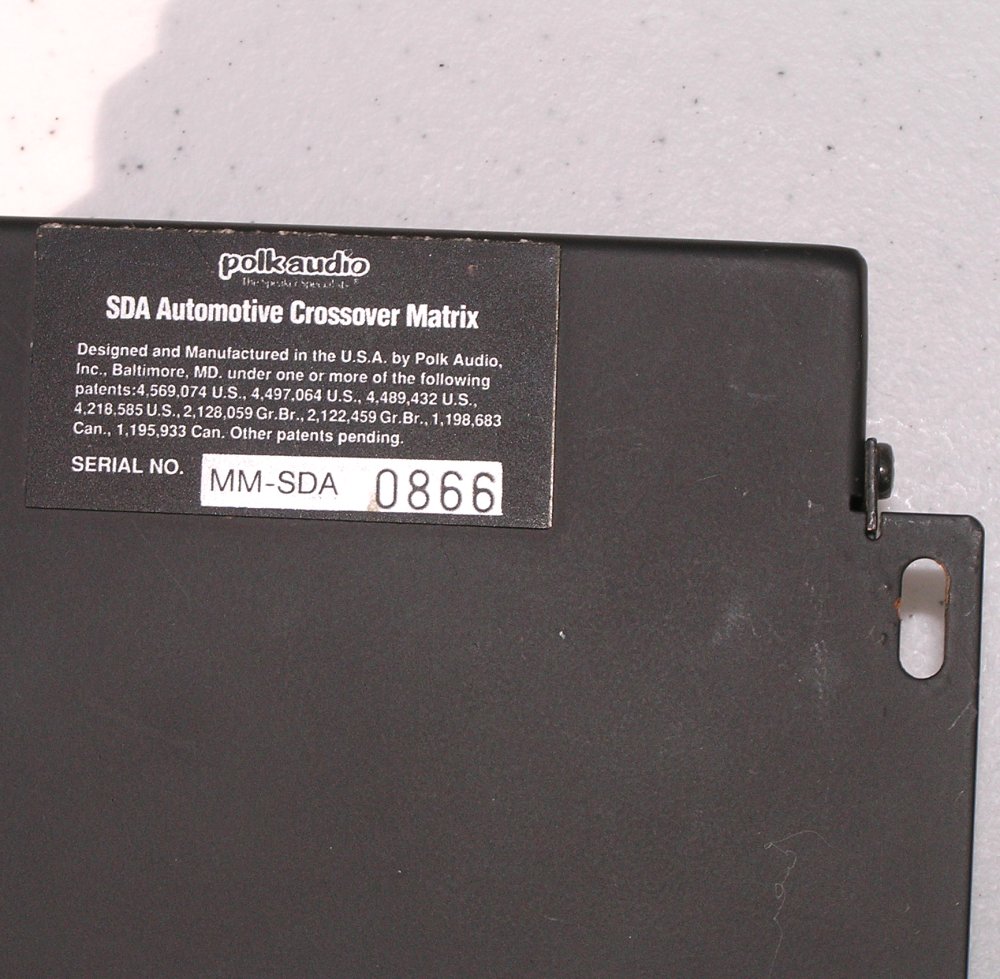 polkaudio
The Speaker Specialists ®
SDA Automotive Crossover Matrix
Designed and Manufactured in the U.S.A. by Polk Audio,
Inc., Baltimore, MD. under one or more of the following
patents:4,569,074 U.S., 4,497,064 U.S., 4,489,432 U.S.,
4,218,585 U.S., 2,128,059 Gr.Br., 2,122,459 Gr.Br., 1,198,683
Can., 1,195,933 Can. Other patents pending.
SERIAL NO. MM-SDA 0866